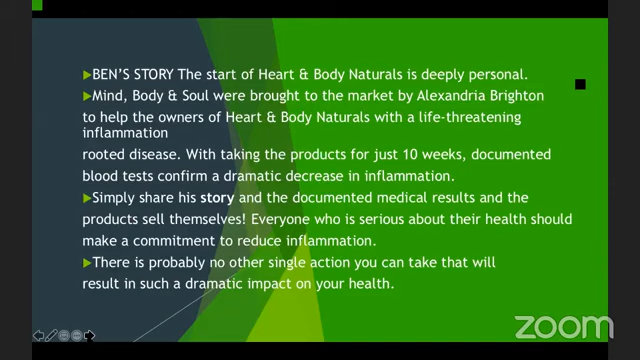 BEN'S STORY The start of Heart & Body Naturals is deeply personal.
Mind, Body & Soul were brought to the market by Alexandria Brighton
to help the owners of Heart & Body Naturals with a life-threatening
inflammation
rooted disease. With taking the products for just 10 weeks, documented
blood tests confirm a dramatic decrease in inflammation.
Simply share his story and the documented medical results and the
products sell themselves! Everyone who is serious about their health should
make a commitment to reduce inflammation.
There is probably no other single action you can take that will
result in such a dramatic impact on your health.
zoom